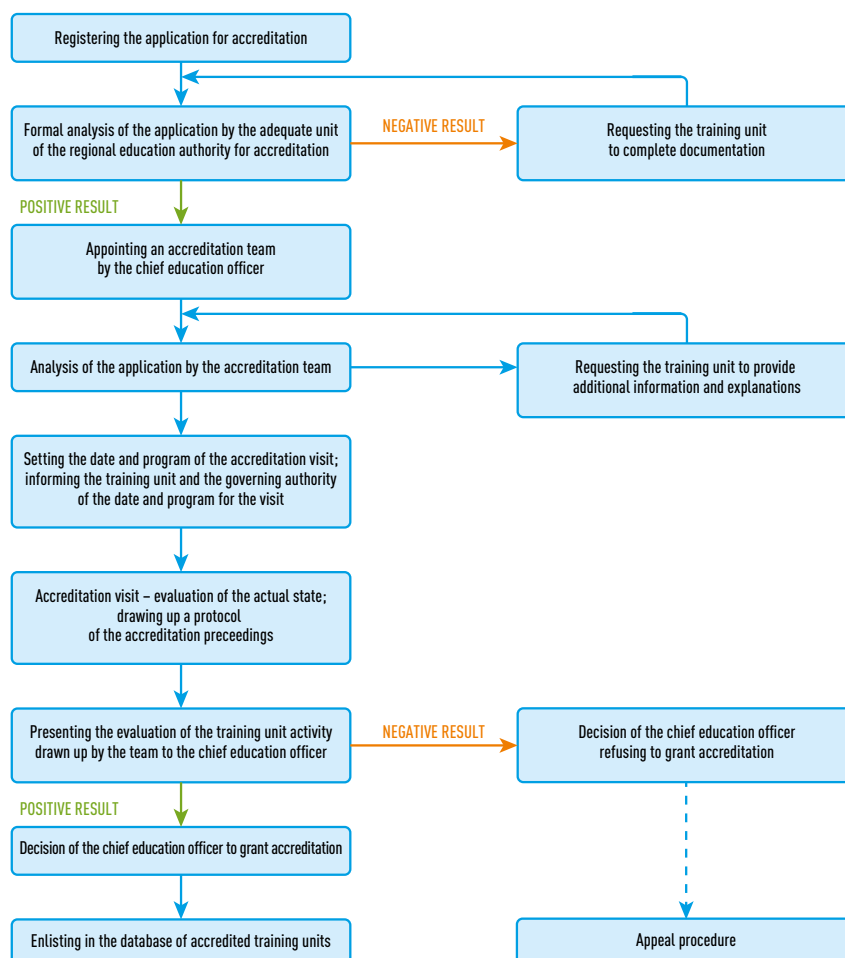 Registering the application for accreditation
Formal analysis of the application by the adequate unit
of the regional education authority for accreditation
NEGATIVE RESULT
Requesting the training unit
to complete documentation
POSITIVE RESULT
Appointing an accreditation team
by the chief education officer
Analysis of the application by the accreditation team
Requesting the training unit to provide
additional information and explanations
Setting the date and program of the accreditation visit;
informing the training unit and the governing authority
of the date and program for the visit
Accreditation visit – evaluation of the actual state;
drawing up a protocol
of the accreditation preceedings
Presenting the evaluation of the training unit activity
drawn up by the team to the chief education officer
NEGATIVE RESULT
Decision of the chief education officer
refusing to grant accreditation
POSITIVE RESULT
Decision of the chief education officer to grant accreditation
Enlisting in the database of accredited training units
Appeal procedure